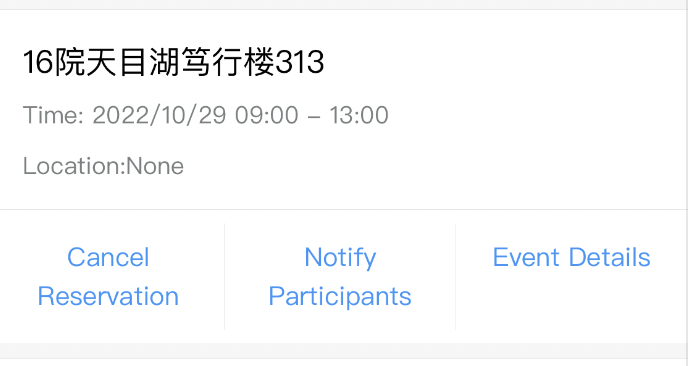 16院天目湖笃行楼313
Time: 2022/10/29 09:00 – 13:00
Location:None
Cancel
Reservation
Notify
Participants
Event Details